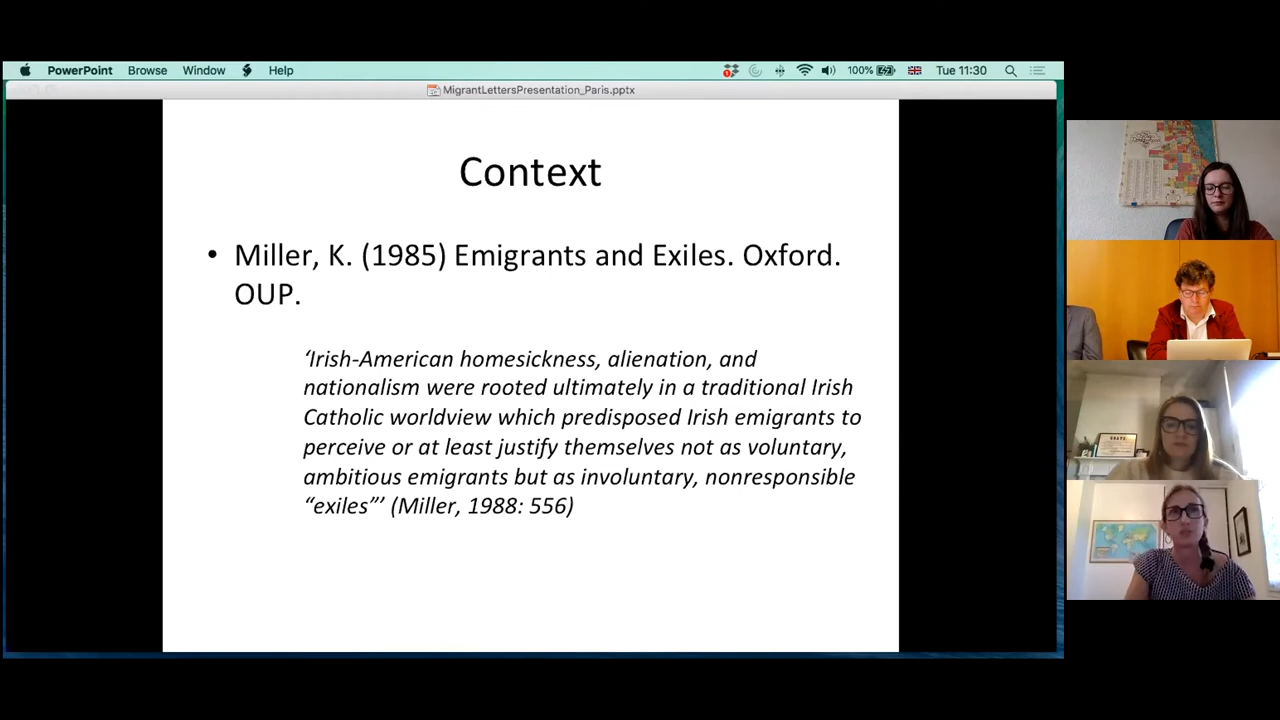 PowerPoint Browse Window Help 100% Tue 11:30
MigrantLettersPresentation_Paris.pptx
Context
• Miller, K. (1985) Emigrants and Exiles. Oxford.
OUP.
‘Irish-American homesickness, alienation, and
nationalism were rooted ultimately in a traditional Irish
Catholic worldview which predisposed Irish emigrants to
perceive or at least justify themselves not as voluntary,
ambitious emigrants but as involuntary, nonresponsible
“exiles”’ (Miller, 1988: 556)